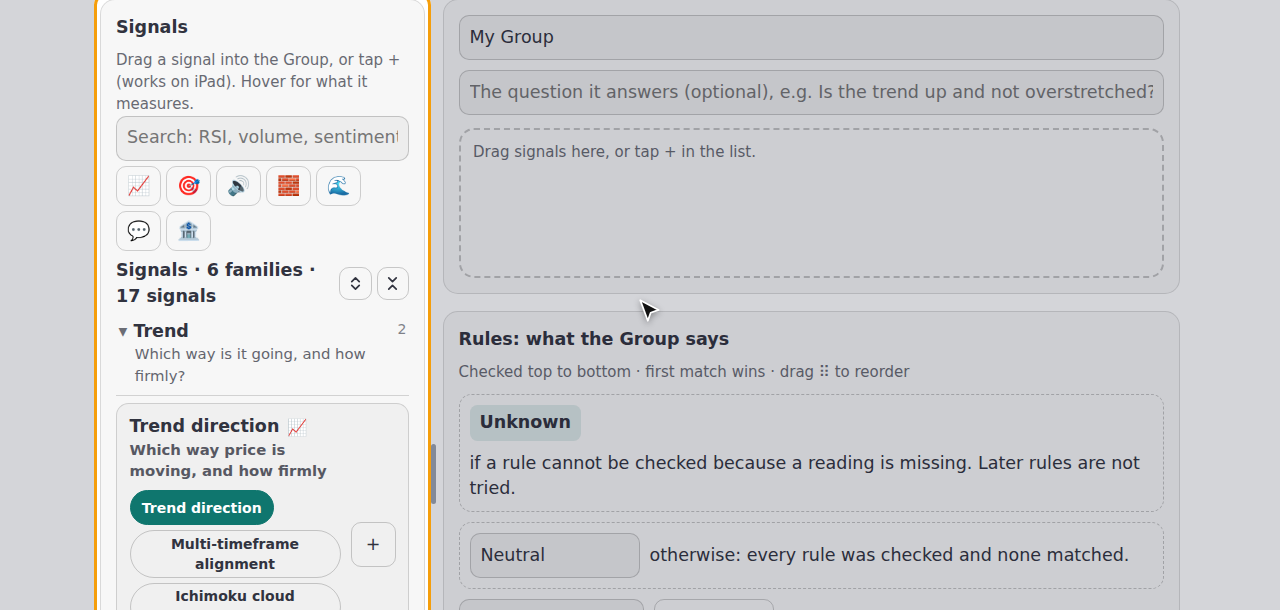 Signals
Drag a signal into the Group, or tap +
(works on iPad). Hover for what it
measures.
Search: RSI, volume, sentiment
Signals · 6 families ·
17 signals
▼ Trend 2
Which way is it going, and how
firmly?
Trend direction
Which way price is
moving, and how firmly
Trend direction
Multi-timeframe
alignment
+
Ichimoku cloud
My Group
The question it answers (optional), e.g. Is the trend up and not overstretched?
Drag signals here, or tap + in the list.
Rules: what the Group says
Checked top to bottom · first match wins · drag ⠿ to reorder
Unknown
if a rule cannot be checked because a reading is missing. Later rules are not
tried.
Neutral otherwise: every rule was checked and none matched.